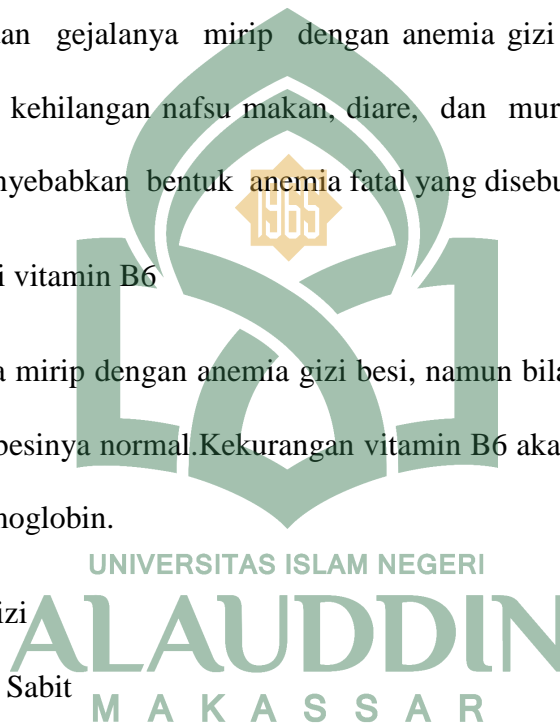 dan gejalanya mirip dengan anemia gizi
kehilangan nafsu makan, diare, dan mur
nyebabkan bentuk anemia fatal yang disebu
1965
i vitamin B6
a mirip dengan anemia gizi besi, namun bila
besinya normal.Kekurangan vitamin B6 aka
noglobin.
UNIVERSITAS ISLAM NEGERI
izi
ALAUDDIN
Sabit
MAKASSAR